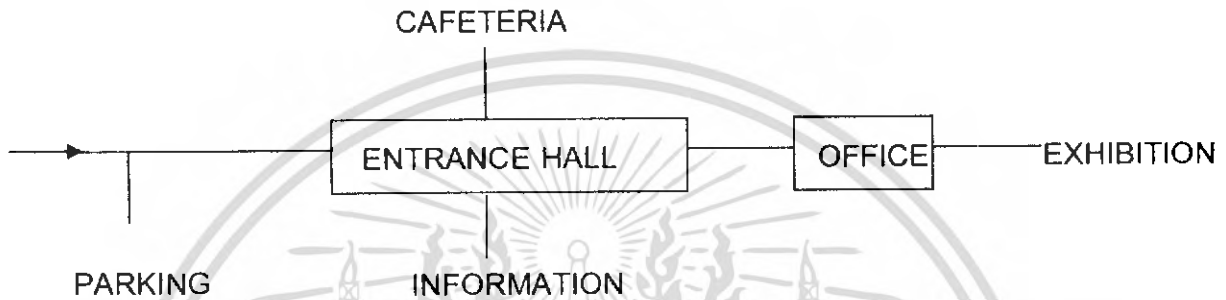 CAFETERIA
ENTRANCE HALL
OFFICE
EXHIBITION
PARKING
INFORMATION